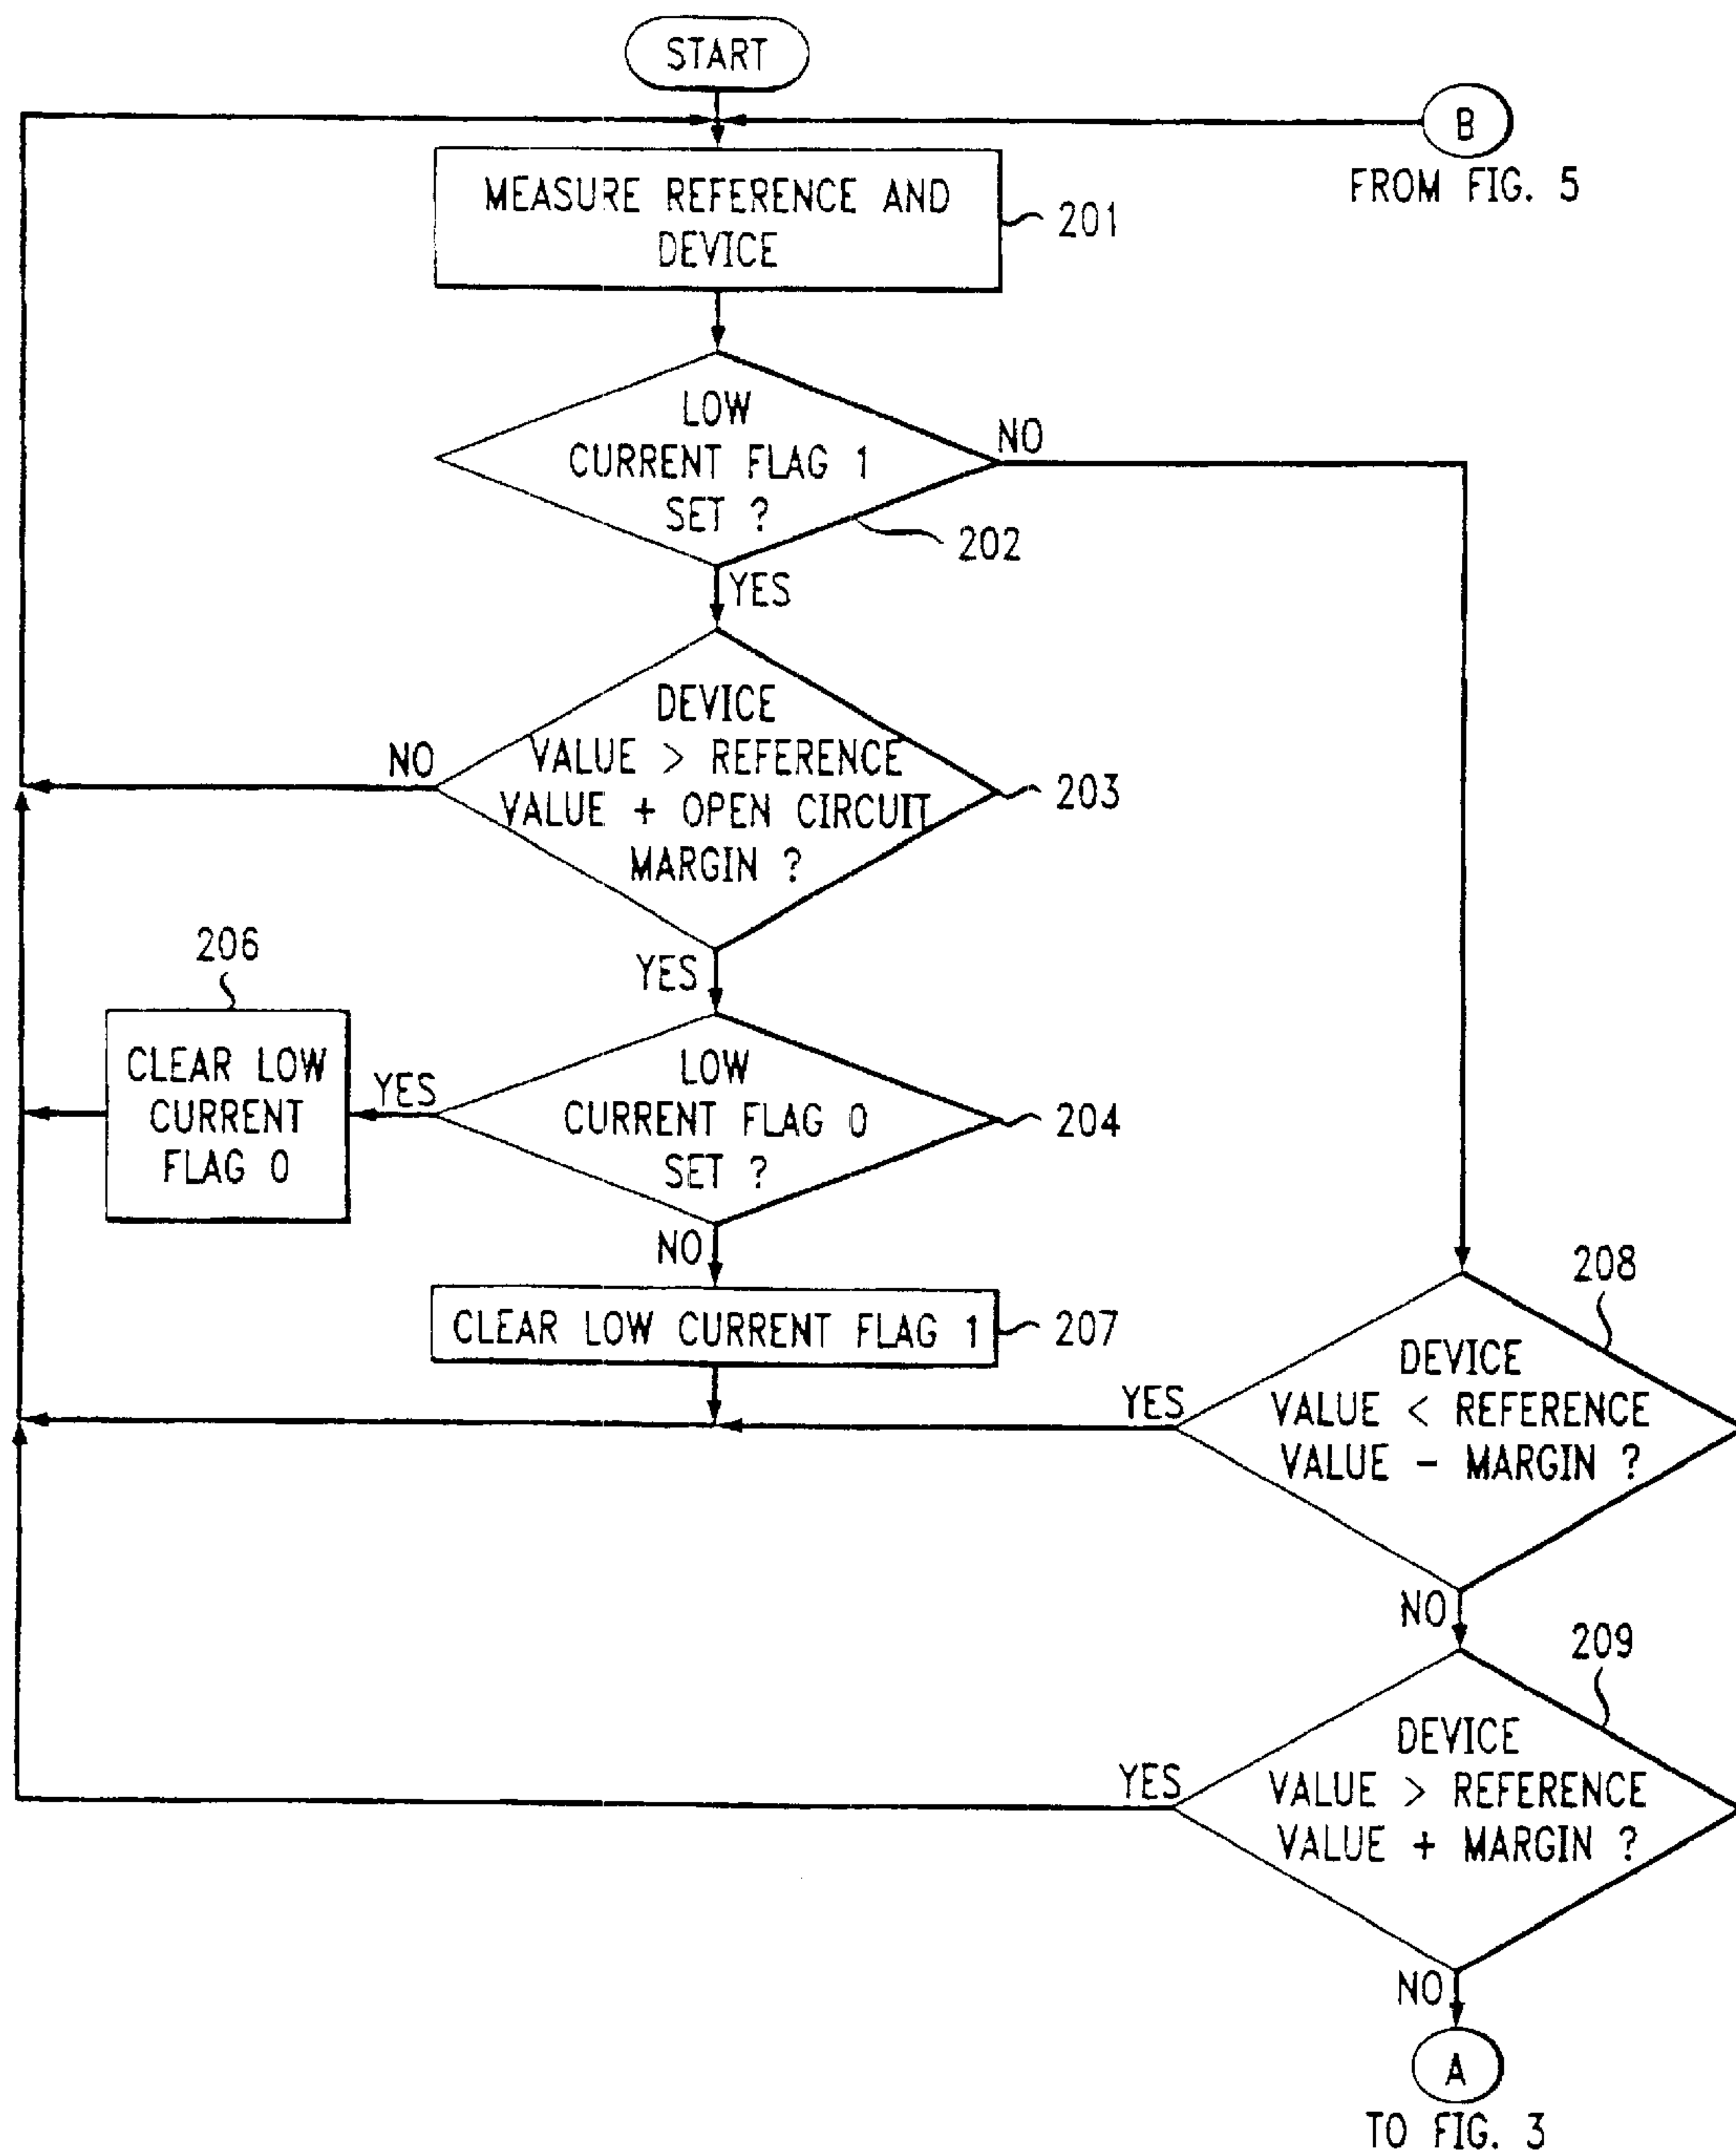 START
B
FROM FIG. 5
MEASURE REFERENCE AND
DEVICE
201
LOW
CURRENT FLAG 1
SET ?
NO
202
YES
DEVICE
VALUE > REFERENCE
VALUE + OPEN CIRCUIT
MARGIN ?
NO
203
YES
206
CLEAR LOW
CURRENT
FLAG 0
YES
LOW
CURRENT FLAG 0
SET ?
204
NO
CLEAR LOW CURRENT FLAG 1
207
208
DEVICE
VALUE < REFERENCE
VALUE - MARGIN ?
YES
NO
209
DEVICE
VALUE > REFERENCE
VALUE + MARGIN ?
YES
NO
A
TO FIG. 3